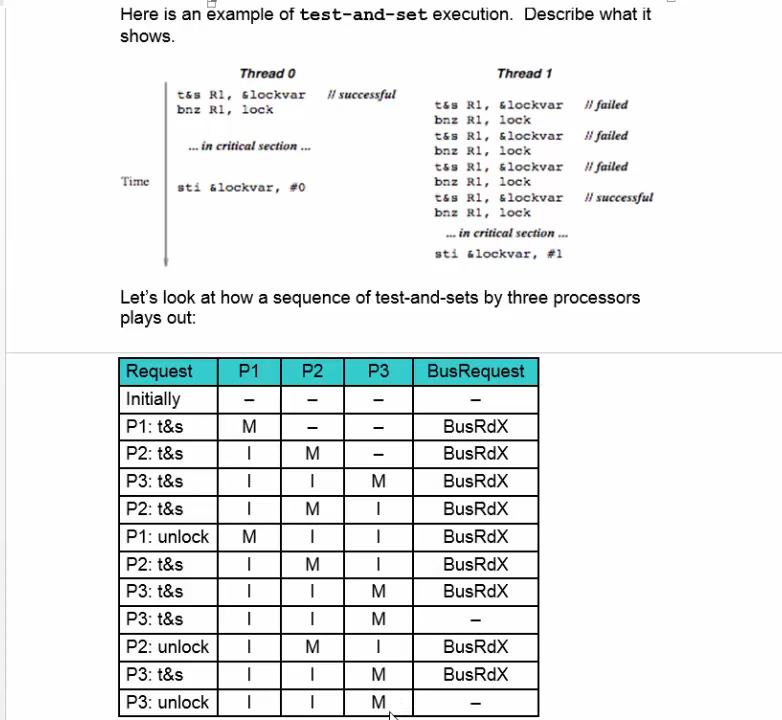 Here is an example of test-and-set execution. Describe what it
shows.
Thread 0 Thread 1
t&s R1, &lockvar // successful
bnz R1, lock
t&s R1, &lockvar // failed
bnz R1, lock
t&s R1, &lockvar // failed
... in critical section ...
bnz R1, lock
t&s R1, &lockvar // failed
Time
bnz R1, lock
sti &lockvar, #0
t&s R1, &lockvar // successful
bnz R1, lock
... in critical section ...
sti &lockvar, #1
Let's look at how a sequence of test-and-sets by three processors
plays out:
Request P1 P2 P3 BusRequest
Initially – – – –
P1: t&s M – – BusRdX
P2: t&s I M – BusRdX
P3: t&s I I M BusRdX
P2: t&s I M I BusRdX
P1: unlock M I I BusRdX
P2: t&s I M I BusRdX
P3: t&s I I M BusRdX
P3: t&s I I M –
P2: unlock I M I BusRdX
P3: t&s I I M BusRdX
P3: unlock I I M –